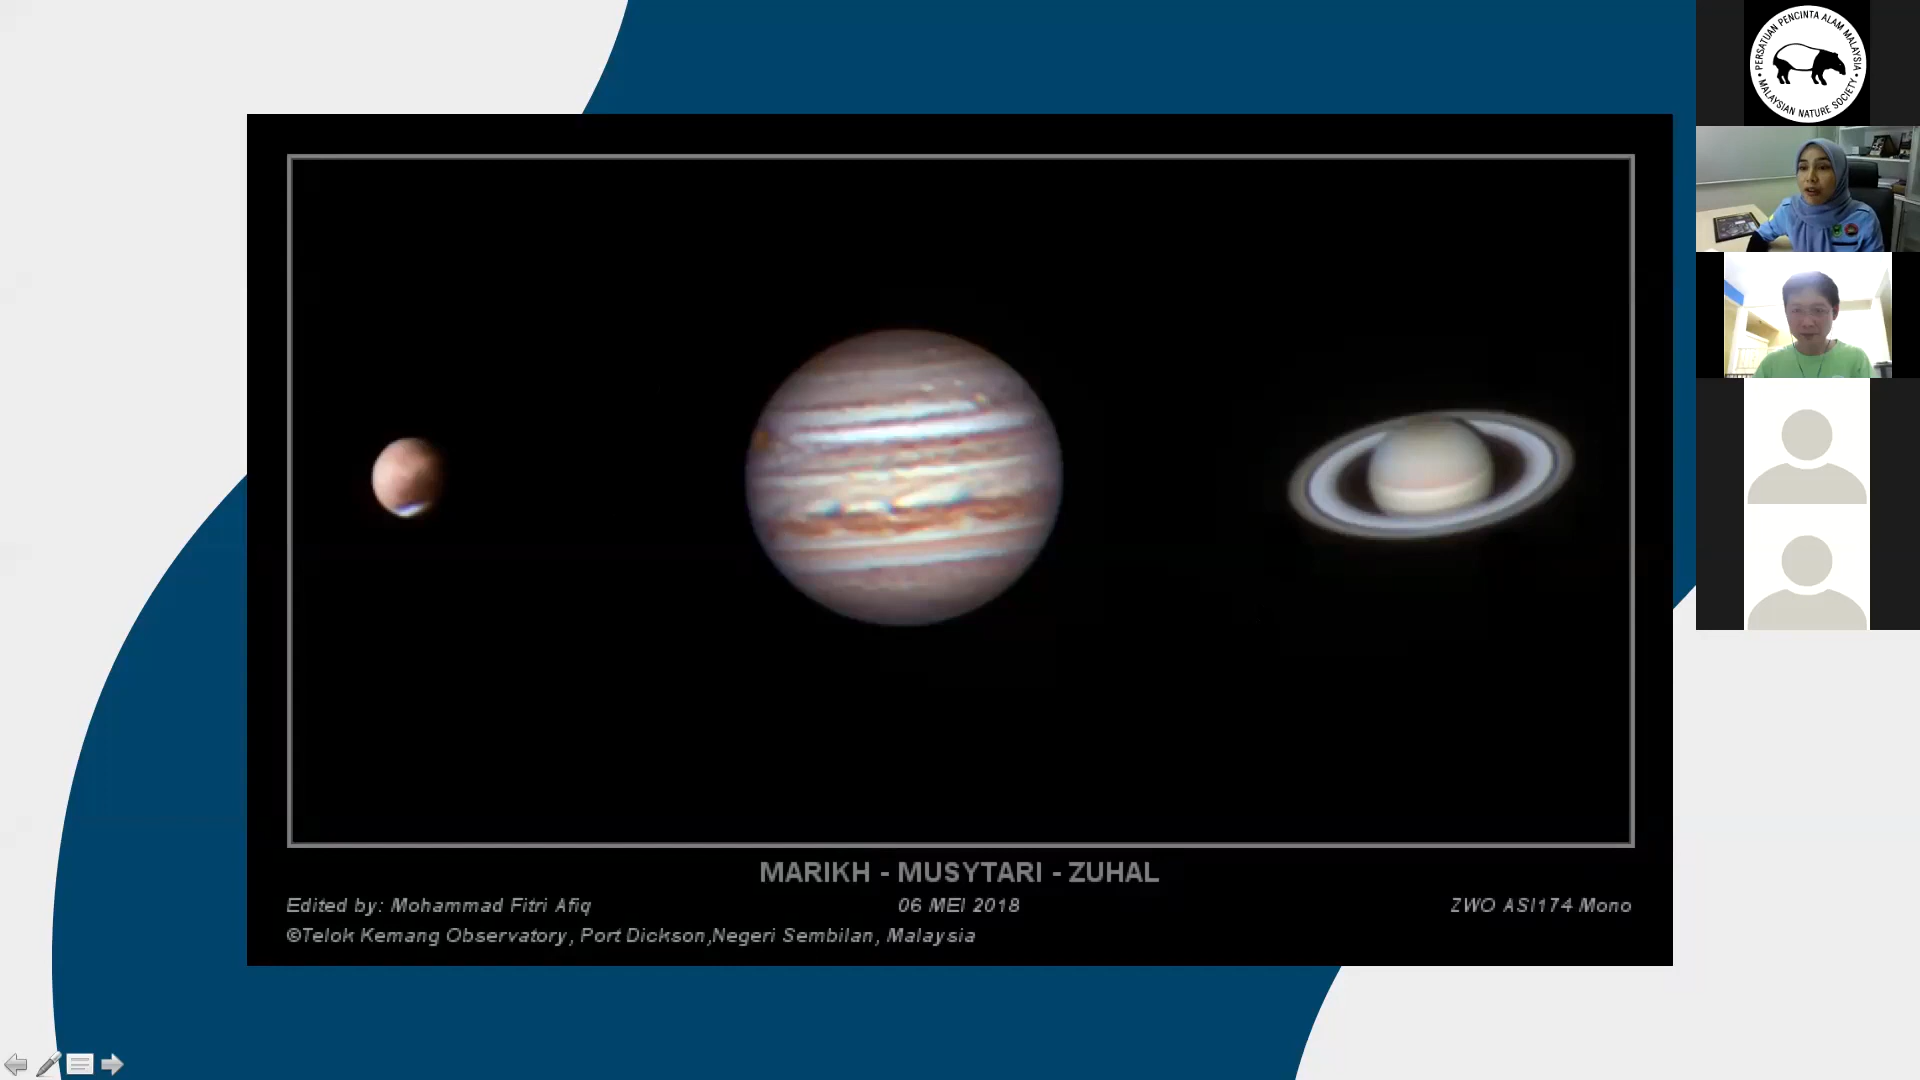 PERSATUAN PENCINTA ALAM MALAYSIA
• MALAYSIAN NATURE SOCIETY •
MARIKH - MUSYTARI - ZUHAL
Edited by: Mohammad Fitri Afiq
06 MEI 2018
ZWO ASI174 Mono
©Telok Kemang Observatory, Port Dickson,Negeri Sembilan, Malaysia